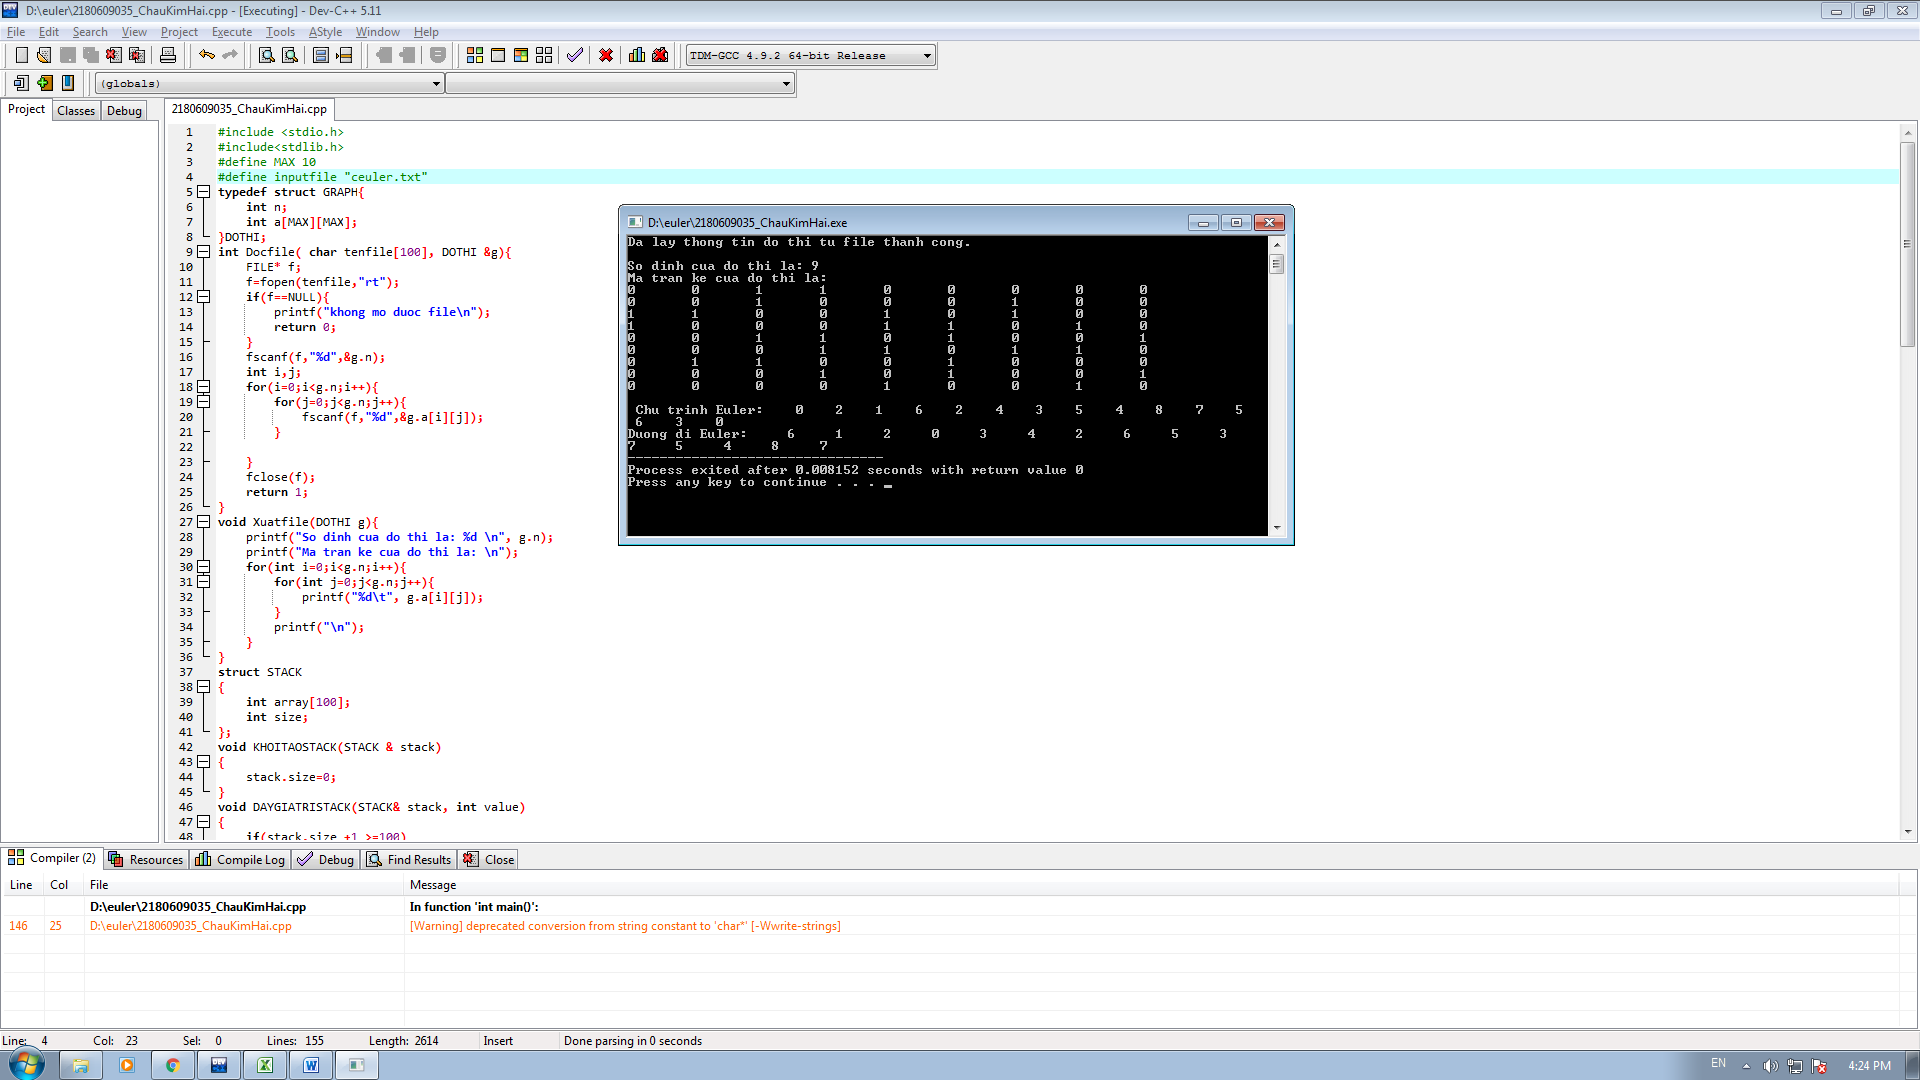 D:\euler\2180609035_ChauKimHai.cpp - [Executing] - Dev-C++ 5.11
File Edit Search View Project Execute Tools AStyle Window Help
TDM-GCC 4.9.2 64-bit Release
(globals)
Project Classes Debug
2180609035_ChauKimHai.cpp
1 #include <stdio.h>
2 #include<stdlib.h>
3 #define MAX 10
4 #define inputfile "ceuler.txt"
5 typedef struct GRAPH{
6 int n;
7 int a[MAX][MAX];
8 }DOTHI;
9 int Docfile( char tenfile[100], DOTHI &g){
10 FILE* f;
11 f=fopen(tenfile,"rt");
12 if(f==NULL){
13 printf("khong mo duoc file\n");
14 return 0;
15 }
16 fscanf(f,"%d",&g.n);
17 int i,j;
18 for(i=0;i<g.n;i++){
19 for(j=0;j<g.n;j++){
20 fscanf(f,"%d",&g.a[i][j]);
21 }
22
23 }
24 fclose(f);
25 return 1;
26 }
27 void Xuatfile(DOTHI g){
28 printf("So dinh cua do thi la: %d \n", g.n);
29 printf("Ma tran ke cua do thi la: \n");
30 for(int i=0;i<g.n;i++){
31 for(int j=0;j<g.n;j++){
32 printf("%d\t", g.a[i][j]);
33 }
34 printf("\n");
35 }
36 }
37 struct STACK
38 {
39 int array[100];
40 int size;
41 };
42 void KHOITAOSTACK(STACK & stack)
43 {
44 stack.size=0;
45 }
46 void DAYGIATRISTACK(STACK& stack, int value)
47 {
48 if(stack.size +1 >=100)
D:\euler\2180609035_ChauKimHai.exe
Da lay thong tin do thi tu file thanh cong.
So dinh cua do thi la: 9
Ma tran ke cua do thi la:
0 0 1 1 0 0 0 0 0
0 0 1 0 0 0 1 0 0
1 1 0 0 1 0 1 0 0
1 0 0 0 1 1 0 1 0
0 0 1 1 0 1 0 0 1
0 0 0 1 1 0 1 1 0
0 1 1 0 0 1 0 0 0
0 0 0 1 0 1 0 0 1
0 0 0 0 1 0 0 1 0
Chu trinh Euler: 0 2 1 6 2 4 3 5 4 8 7 5
6 3 0
Duong di Euler: 6 1 2 0 3 4 2 6 5 3
7 5 4 8 7
--------------------------------
Process exited after 0.008152 seconds with return value 0
Press any key to continue . . . _
Compiler (2) Resources Compile Log Debug Find Results Close
Line Col File Message
D:\euler\2180609035_ChauKimHai.cpp In function 'int main()':
146 25 D:\euler\2180609035_ChauKimHai.cpp [Warning] deprecated conversion from string constant to 'char*' [-Wwrite-strings]
Line: 4 Col: 23 Sel: 0 Lines: 155 Length: 2614 Insert Done parsing in 0 seconds
EN 4:24 PM